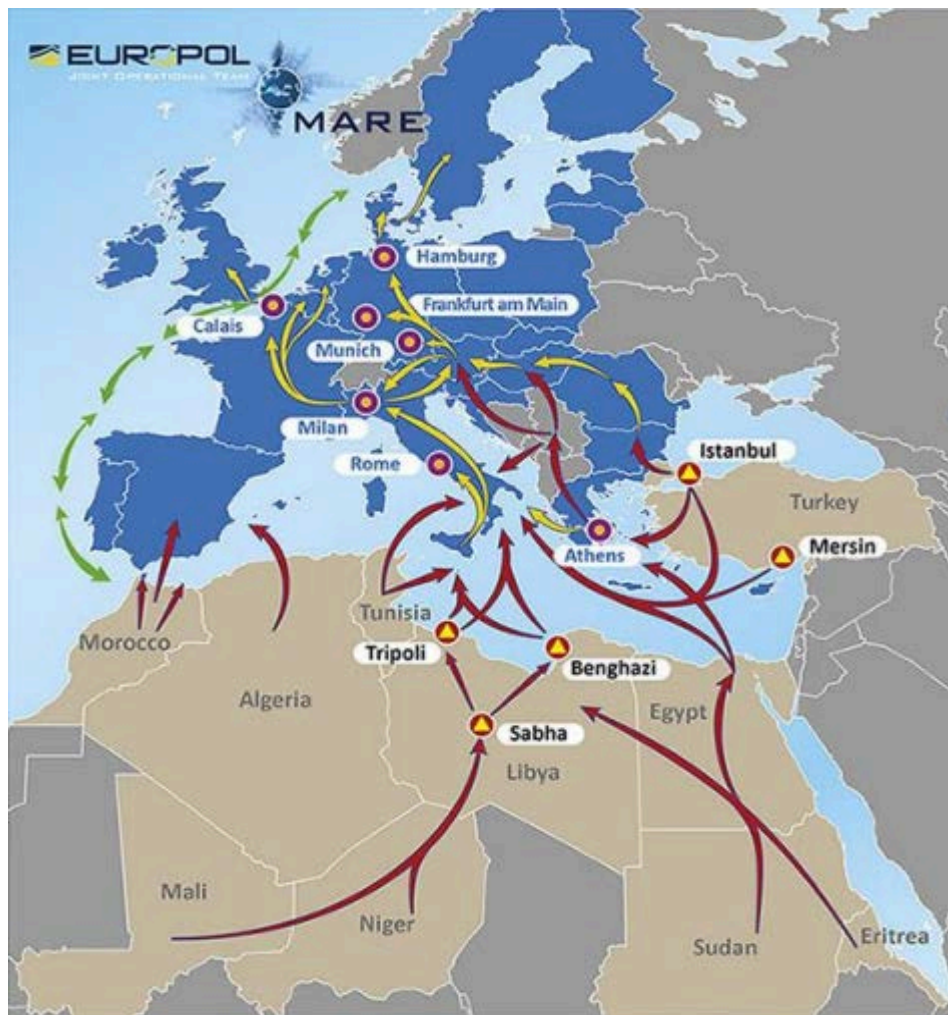 EUROPOL
JOINT OPERATIONAL TEAM
MARE
Hamburg
Frankfurt am Main
Calais
Munich
Milan
Rome
Istanbul
Turkey
Athens
Mersin
Tunisia
Morocco
Tripoli
Benghazi
Algeria
Egypt
Sabha
Libya
Mali
Niger
Sudan
Eritrea